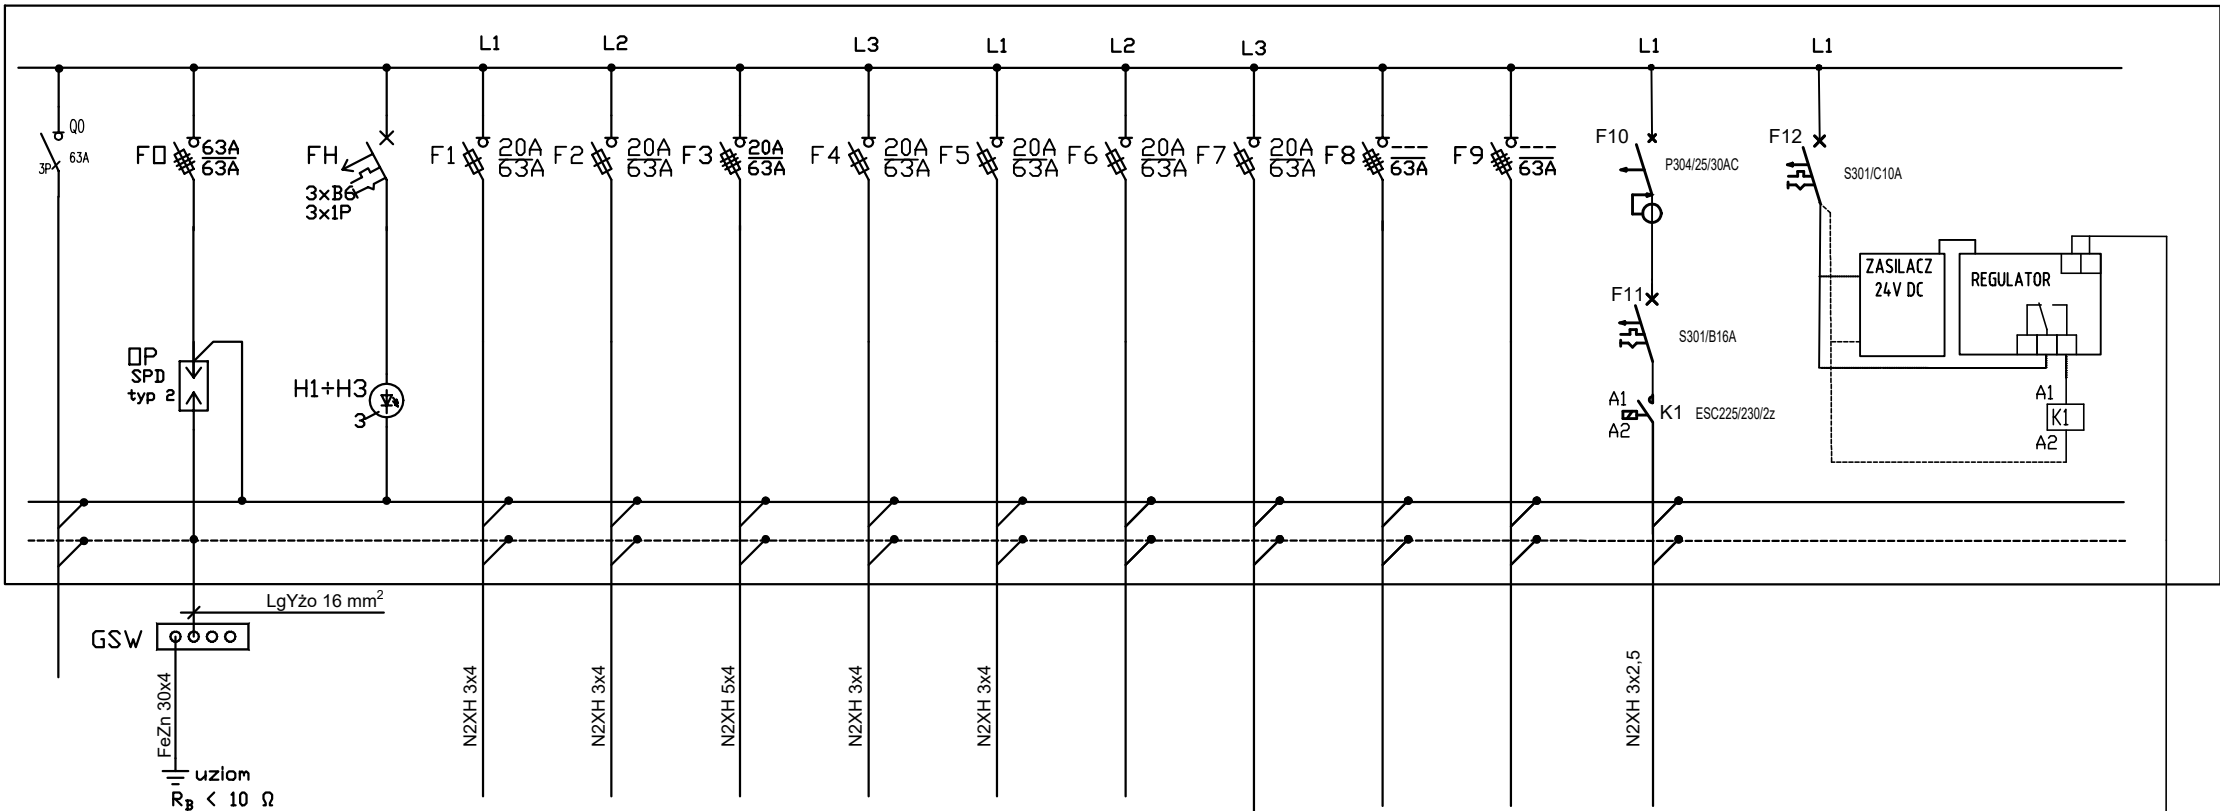 L1
L2
L3
L1
L2
L3
L1
L1
Q0
3P
63A
F0
63A
63A
FH
3xB6
3x1P
F1
20A
63A
F2
20A
63A
F3
20A
63A
F4
20A
63A
F5
20A
63A
F6
20A
63A
F7
20A
63A
F8
---
63A
F9
---
63A
F10
P304/25/30AC
F12
S301/C10A
ZASILACZ
24V DC
REGULATOR
F11
S301/B16A
OP
SPD
typ 2
H1÷H3
3
A1
K1
A2
ESC225/230/2z
A1
K1
A2
LgYżo 16 mm²
GSW
FeZn 30x4
uziom
R_B < 10 Ω
N2XH 3x4
N2XH 3x4
N2XH 5x4
N2XH 3x4
N2XH 3x4
N2XH 3x2,5